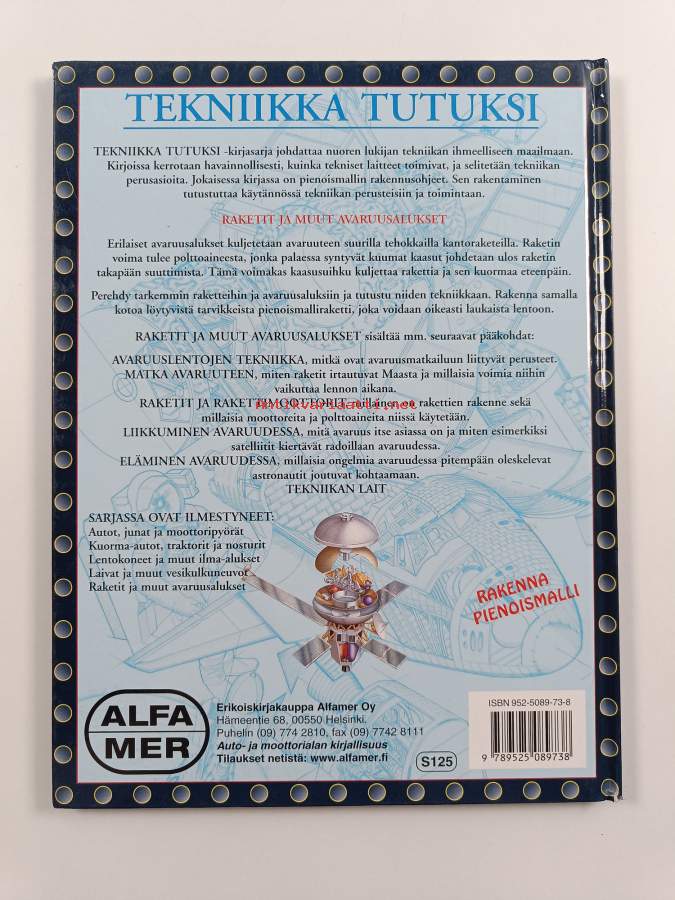 TEKNIIKKA TUTUKSI
TEKNIIKKA TUTUKSI -kirjasarja johdattaa nuoren lukijan tekniikan ihmeelliseen maailmaan.
Kirjoissa kerrotaan havainnollisesti, kuinka tekniset laitteet toimivat, ja selitetään tekniikan
perusasioita. Jokaisessa kirjassa on pienoismallin rakennusohjeet. Sen rakentaminen
tutustuttaa käytännössä tekniikan perusteisiin ja toimintaan.
RAKETIT JA MUUT AVARUUSALUKSET
Erilaiset avaruusalukset kuljetetaan avaruuteen suurilla tehokkailla kantoraketeilla. Raketin
voima tulee polttoaineesta, jonka palaessa syntyvät kuumat kaasut johdetaan ulos raketin
takapään suuttimista. Tämä voimakas kaasusuihku kuljettaa rakettia ja sen kuormaa eteenpäin.
Perehdy tarkemmin raketteihin ja avaruusaluksiin ja tutustu niiden tekniikkaan. Rakenna samalla
kotoa löytyvistä tarvikkeista pienoismalliraketti, joka voidaan oikeasti laukaista lentoon.
RAKETIT JA MUUT AVARUUSALUKSET sisältää mm. seuraavat pääkohdat:
AVARUUSLENTOJEN TEKNIIKKA, mitkä ovat avaruusmatkailuun liittyvät perusteet.
MATKA AVARUUTEEN, miten raketit irtautuvat Maasta ja millaisia voimia niihin
vaikuttaa lennon aikana.
RAKETIT JA RAKETTIMOOTTORIT, millainen on rakettien rakenne sekä
Antikvariaatti.net
millaisia moottoreita ja polttoaineita niissä käytetään.
LIIKKUMINEN AVARUUDESSA, mitä avaruus itse asiassa on ja miten esimerkiksi
satelliitit kiertävät radoillaan avaruudessa.
ELÄMINEN AVARUUDESSA, millaisia ongelmia avaruudessa pitempään oleskelevat
astronautit joutuvat kohtaamaan.
TEKNIIKAN LAIT
SARJASSA OVAT ILMESTYNEET:
Autot, junat ja moottoripyörät
Kuorma-autot, traktorit ja nosturit
Lentokoneet ja muut ilma-alukset
Laivat ja muut vesikulkuneuvot
Raketit ja muut avaruusalukset
RAKENNA
PIENOISMALLI
ALFA
MER
Erikoiskirjakauppa Alfamer Oy
Hämeentie 68, 00550 Helsinki.
Puhelin (09) 774 2810, fax (09) 7742 8111
Auto- ja moottorialan kirjallisuus
Tilaukset netistä: www.alfamer.fi
S125
ISBN 952-5089-73-8
9 789525 089738